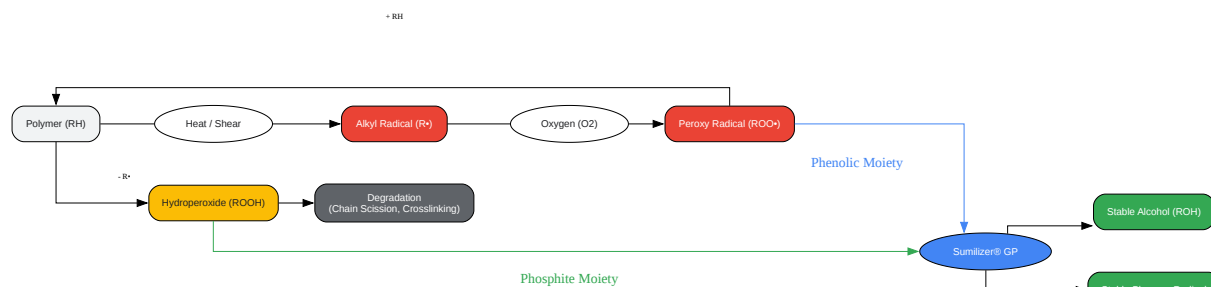 + RH
Polymer (RH)
Heat / Shear
Alkyl Radical (R•)
Oxygen (O2)
Peroxy Radical (ROO•)
Phenolic Moiety
- R•
Hydroperoxide (ROOH)
Degradation
(Chain Scission, Crosslinking)
Stable Alcohol (ROH)
Sumilizer® GP
Phosphite Moiety